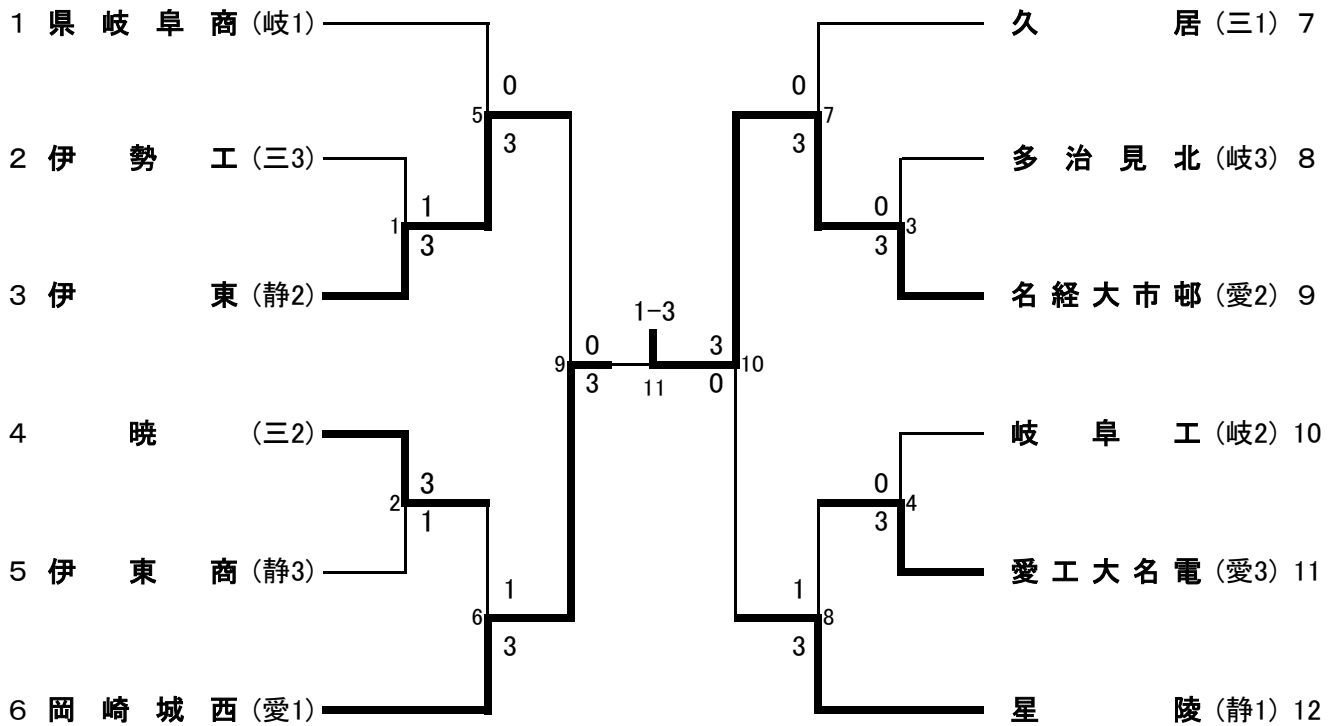 1 県岐阜商 (岐1)
0
5
3
2 伊勢工 (三3)
1
1
3
3 伊東 (静2)
0
9
3
4 暁 (三2)
3
2
1
5 伊東商 (静3)
1
6
3
6 岡崎城西 (愛1)
1-3
11
久居 (三1) 7
0
7
3
多治見北 (岐3) 8
0
3
3
名経大市邨 (愛2) 9
3
10
0
岐阜工 (岐2) 10
0
4
3
愛工大名電 (愛3) 11
1
8
3
星陵 (静1) 12